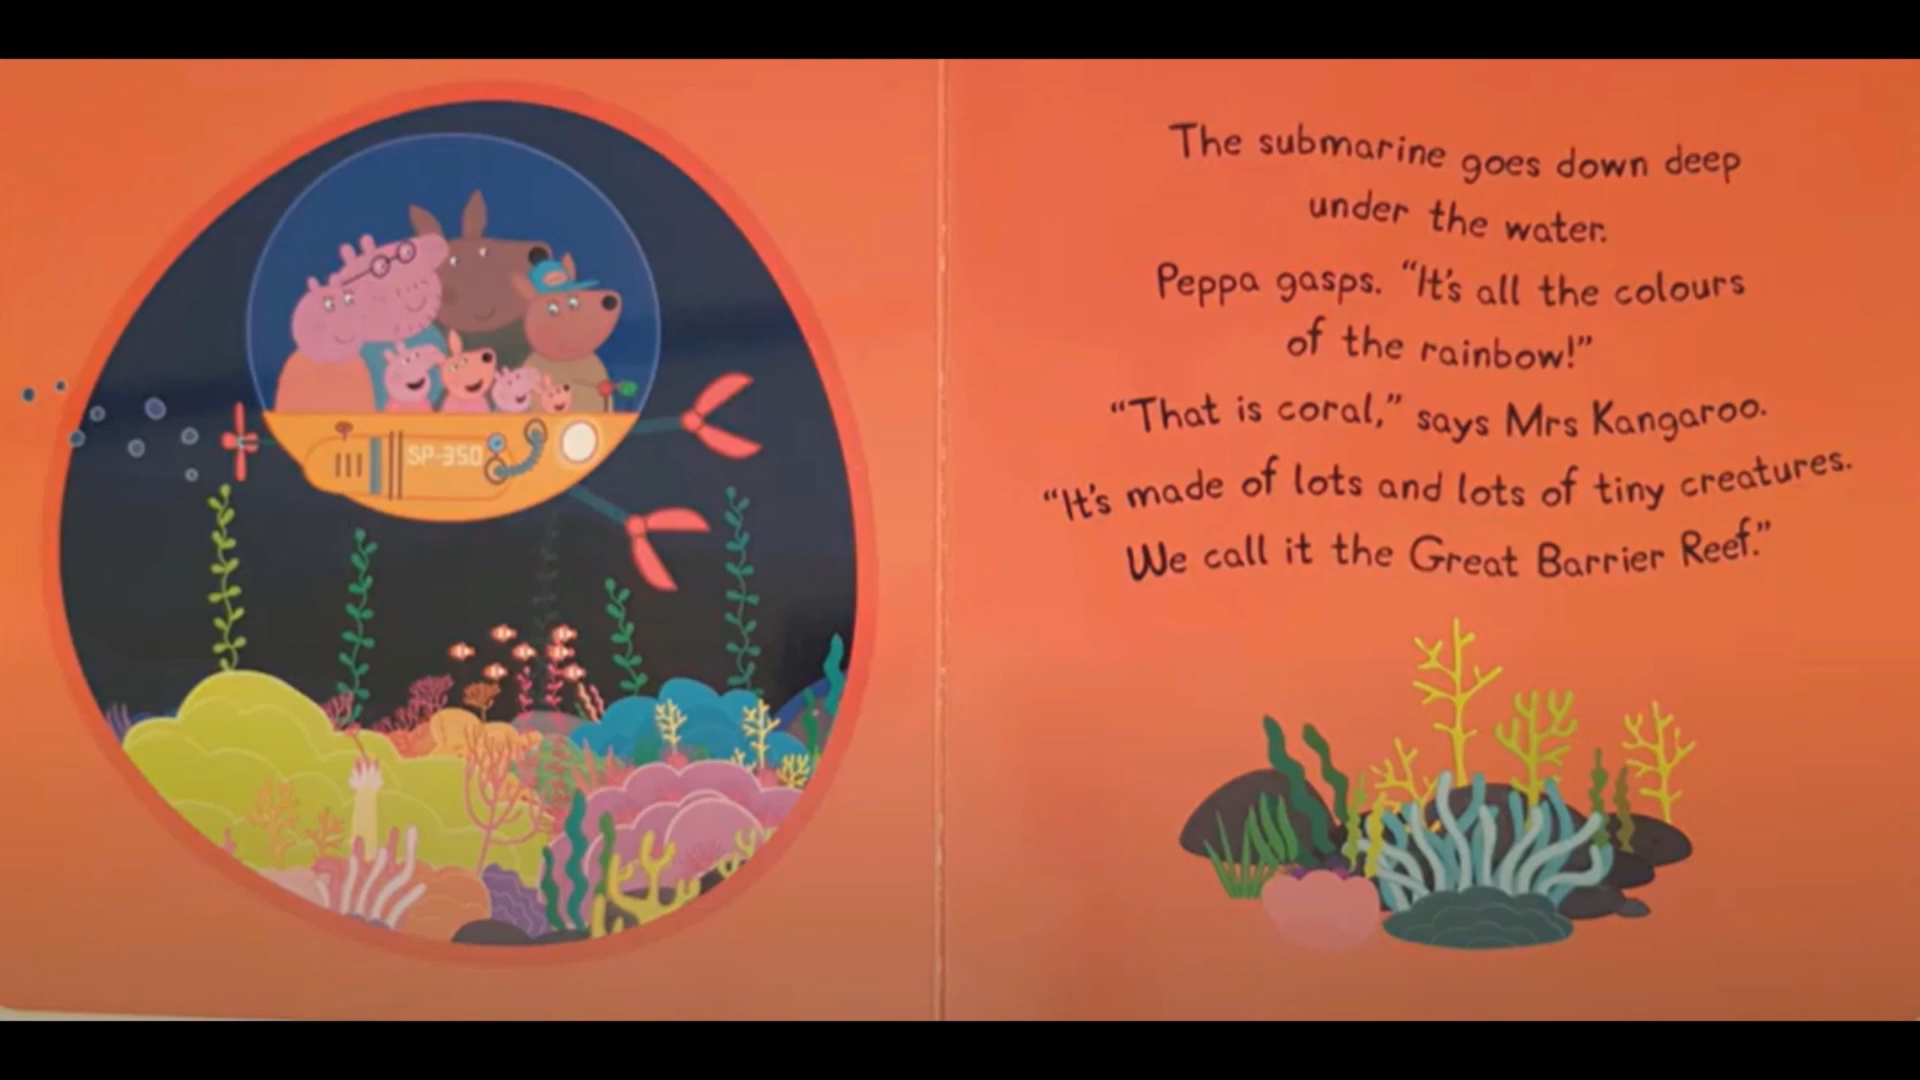 SP-350
The submarine goes down deep
under the water.
Peppa gasps. “It’s all the colours
of the rainbow!”
“That is coral,” says Mrs Kangaroo.
“It’s made of lots and lots of tiny creatures.
We call it the Great Barrier Reef.”